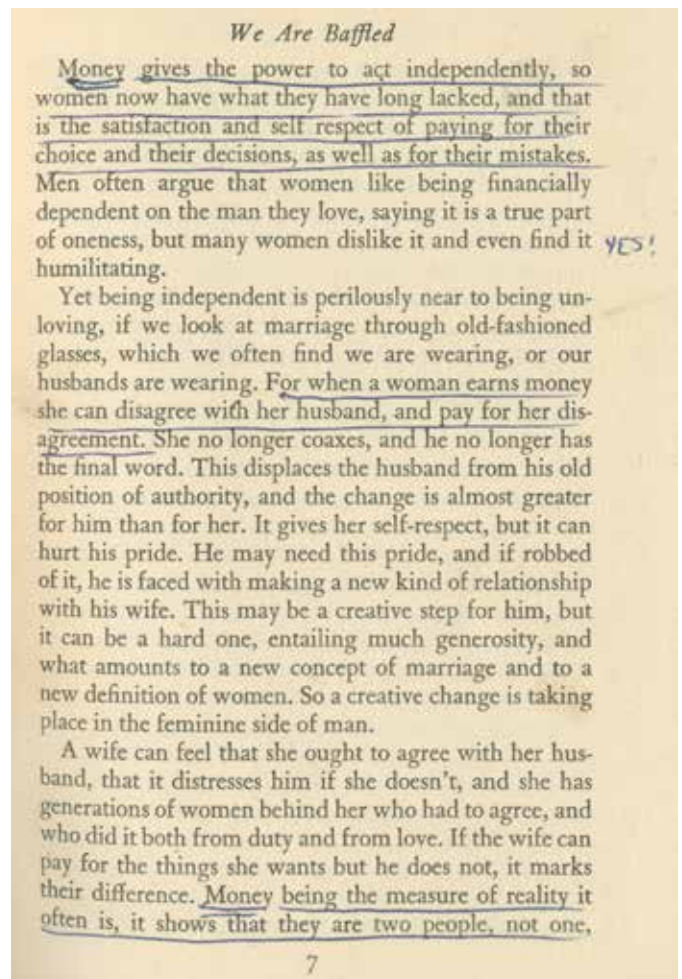 We Are Baffled
Money gives the power to act independently, so
women now have what they have long lacked, and that
is the satisfaction and self respect of paying for their
choice and their decisions, as well as for their mistakes.
Men often argue that women like being financially
dependent on the man they love, saying it is a true part
of oneness, but many women dislike it and even find it YES!
humilitating.
Yet being independent is perilously near to being un-
loving, if we look at marriage through old-fashioned
glasses, which we often find we are wearing, or our
husbands are wearing. For when a woman earns money
she can disagree with her husband, and pay for her dis-
agreement. She no longer coaxes, and he no longer has
the final word. This displaces the husband from his old
position of authority, and the change is almost greater
for him than for her. It gives her self-respect, but it can
hurt his pride. He may need this pride, and if robbed
of it, he is faced with making a new kind of relationship
with his wife. This may be a creative step for him, but
it can be a hard one, entailing much generosity, and
what amounts to a new concept of marriage and to a
new definition of women. So a creative change is taking
place in the feminine side of man.
A wife can feel that she ought to agree with her hus-
band, that it distresses him if she doesn't, and she has
generations of women behind her who had to agree, and
who did it both from duty and from love. If the wife can
pay for the things she wants but he does not, it marks
their difference. Money being the measure of reality it
often is, it shows that they are two people, not one,
7